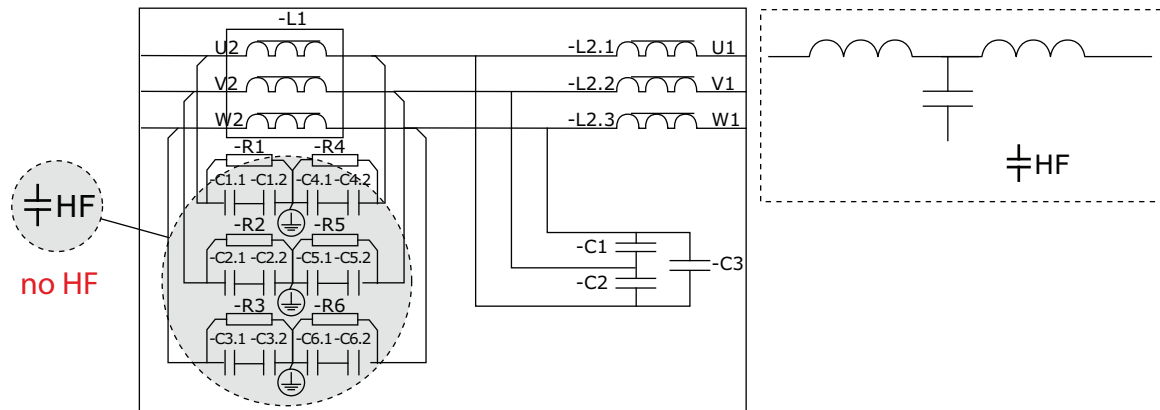 -L1
U2 -L2.1 U1
V2 -L2.2 V1
W2 -L2.3 W1
-R1 -R4
-C1.1 -C1.2 -C4.1 -C4.2
-R2 -R5
-C2.1 -C2.2 -C5.1 -C5.2
-R3 -R6
-C3.1 -C3.2 -C6.1 -C6.2
HF
no HF
-C1
-C2
-C3
HF